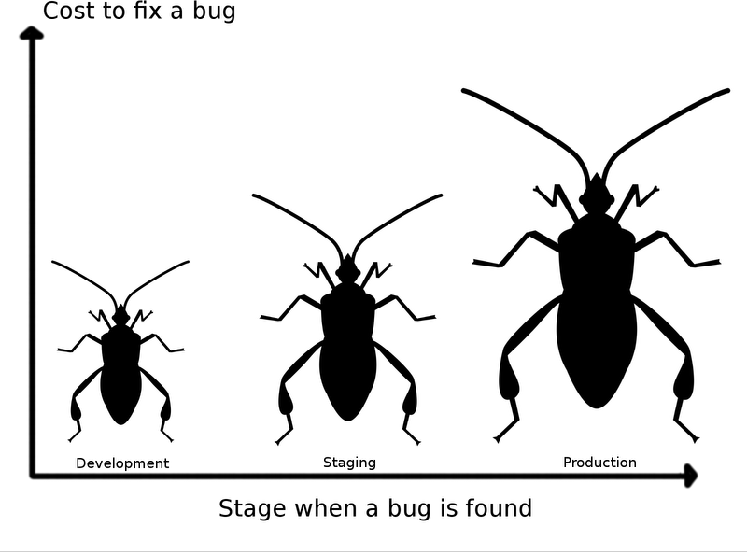 Cost to fix a bug
Development
Staging
Production
Stage when a bug is found